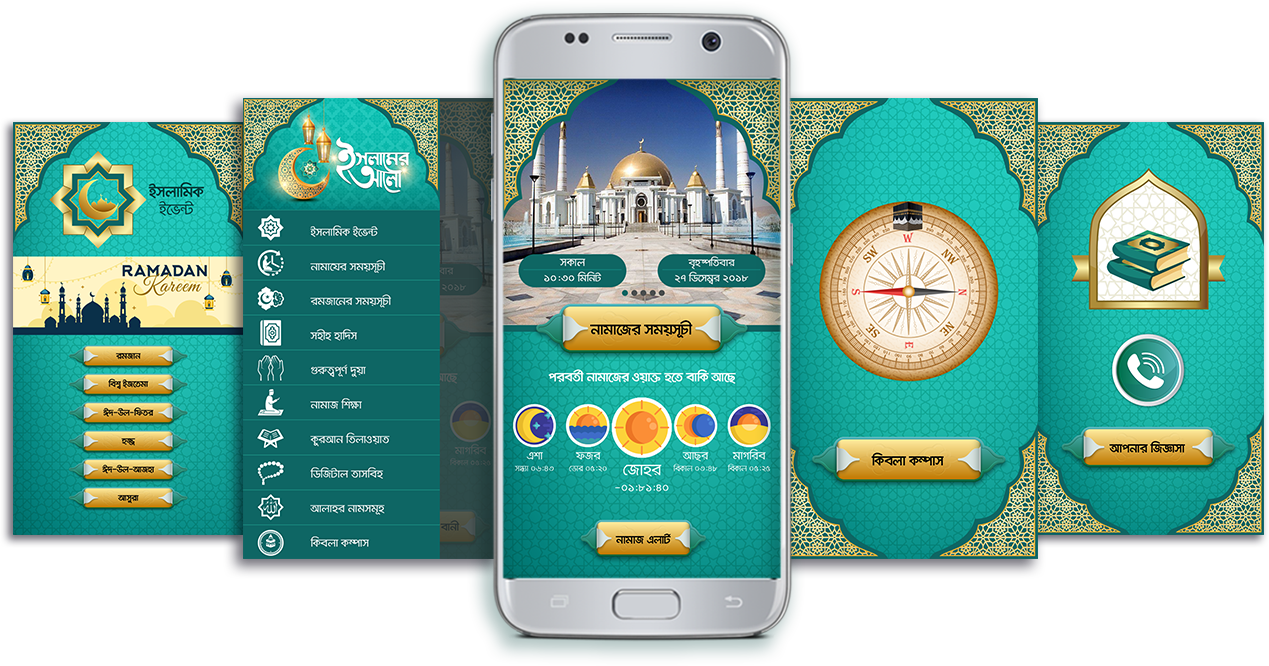 ইসলামিক
ইভেন্ট
RAMADAN
Kareem
রমজান
বিশ্ব ইজতেমা
ঈদ-উল-ফিতর
হজ্জ
ঈদ-উল-আজহা
আসুরা
ইসলামের
আলো
ইসলামিক ইভেন্ট
নামাযের সময়সূচী
রমজানের সময়সূচী
সহীহ হাদিস
গুরুত্বপূর্ণ দুয়া
নামাজ শিক্ষা
কুরআন তিলাওয়াত
ডিজিটাল তাসবিহ
আলাহর নামসমূহ
কিবলা কম্পাস
সকাল
১০:৩০ মিনিট
বৃহস্পতিবার
২৭ ডিসেম্বর ২০১৮
নামাজের সময়সূচী
পরবর্তী নামাজের ওয়াক্ত হতে বাকি আছে
এশা
সন্ধ্যা ০৬:৪৩
ফজর
ভোর ০৫:২০
জোহর
-০১:৮১:৪০
আছর
বিকাল ০৩:৪৮
মাগরিব
বিকাল ০৫:২৫
নামাজ এলার্ট
W
SW
NW
S
N
SE
NE
E
কিবলা কম্পাস
আপনার জিজ্ঞাসা